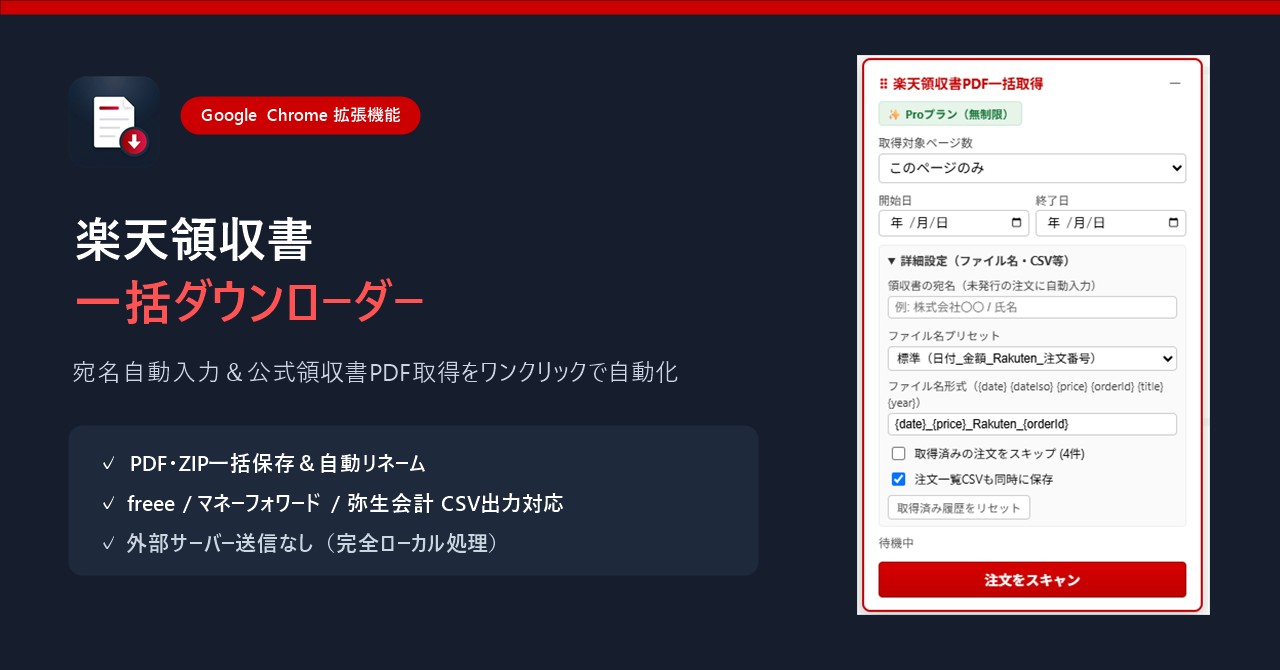 Google Chrome 拡張機能
楽天領収書
一括ダウンローダー
宛名自動入力＆公式領収書PDF取得をワンクリックで自動化
✓ PDF・ZIP一括保存＆自動リネーム
✓ freee / マネーフォワード / 弥生会計 CSV出力対応
✓ 外部サーバー送信なし（完全ローカル処理）
楽天領収書PDF一括取得
Proプラン（無制限）
取得対象ページ数
このページのみ
開始日 終了日
年 /月/日 年 /月/日
▼ 詳細設定（ファイル名・CSV等）
領収書の宛名（未発行の注文に自動入力）
例: 株式会社〇〇 / 氏名
ファイル名プリセット
標準（日付_金額_Rakuten_注文番号）
ファイル名形式（{date} {dateIso} {price} {orderId} {title}
{year}）
{date}_{price}_Rakuten_{orderId}
取得済みの注文をスキップ (4件)
注文一覧CSVも同時に保存
取得済み履歴をリセット
待機中
注文をスキャン